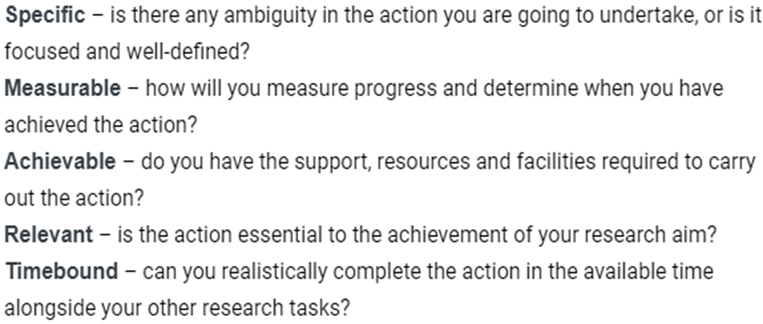 Specific – is there any ambiguity in the action you are going to undertake, or is it
focused and well-defined?
Measurable – how will you measure progress and determine when you have
achieved the action?
Achievable – do you have the support, resources and facilities required to carry
out the action?
Relevant – is the action essential to the achievement of your research aim?
Timebound – can you realistically complete the action in the available time
alongside your other research tasks?